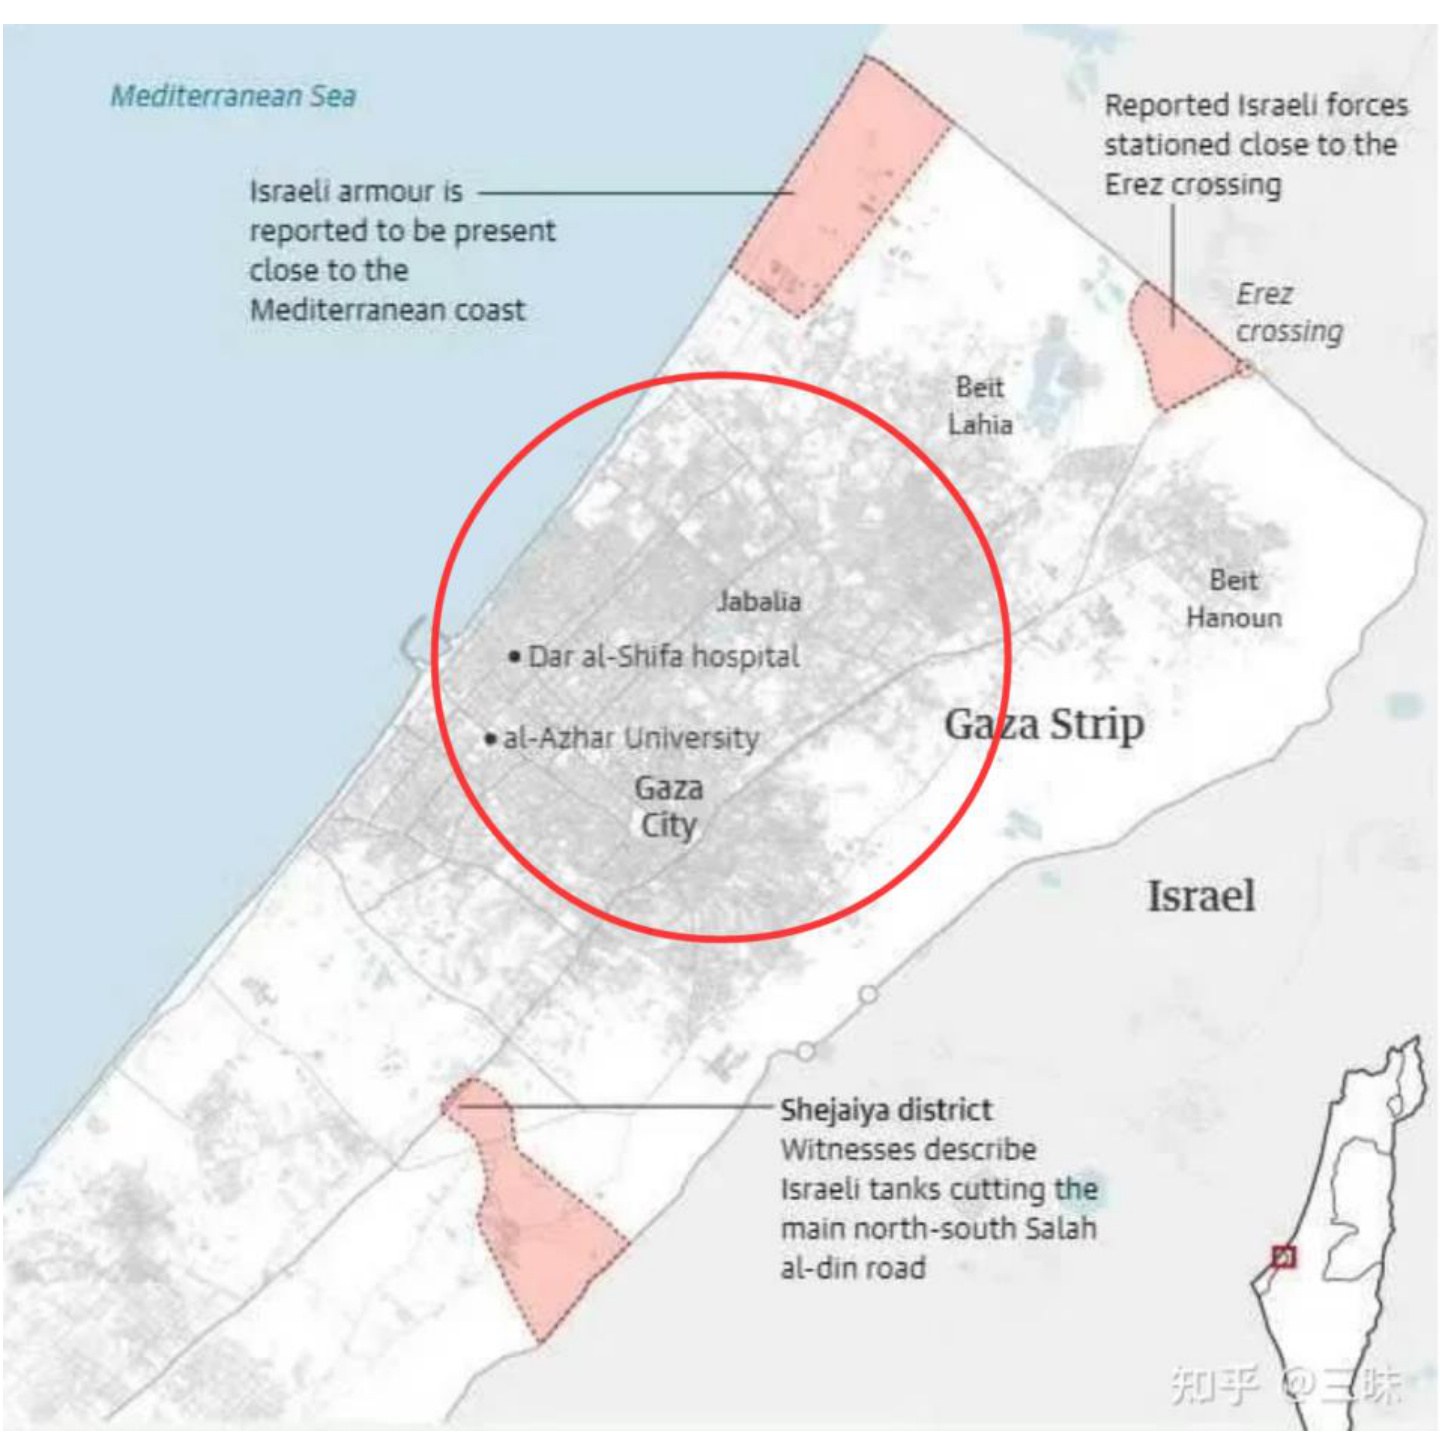 Mediterranean Sea
Israeli armour is
reported to be present
close to the
Mediterranean coast
Reported Israeli forces
stationed close to the
Erez crossing
Erez
crossing
Beit
Lahia
Beit
Hanoun
Jabalia
Dar al-Shifa hospital
al-Azhar University
Gaza
City
Gaza Strip
Israel
Shejaiya district
Witnesses describe
Israeli tanks cutting the
main north-south Salah
al-din road
知乎 @三昧